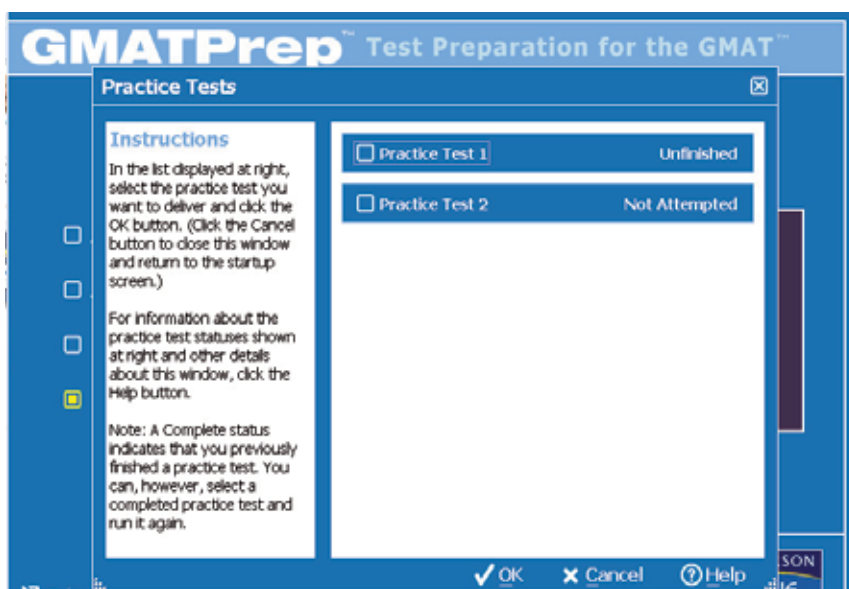 GMATPrep™ Test Preparation for the GMAT™
Practice Tests
Instructions
In the list displayed at right,
select the practice test you
want to deliver and click the
OK button. (Click the Cancel
button to close this window
and return to the startup
screen.)
For information about the
practice test statuses shown
at right and other details
about this window, click the
Help button.
Note: A Complete status
indicates that you previously
finished a practice test. You
can, however, select a
completed practice test and
run it again.
Practice Test 1 Unfinished
Practice Test 2 Not Attempted
OK Cancel Help